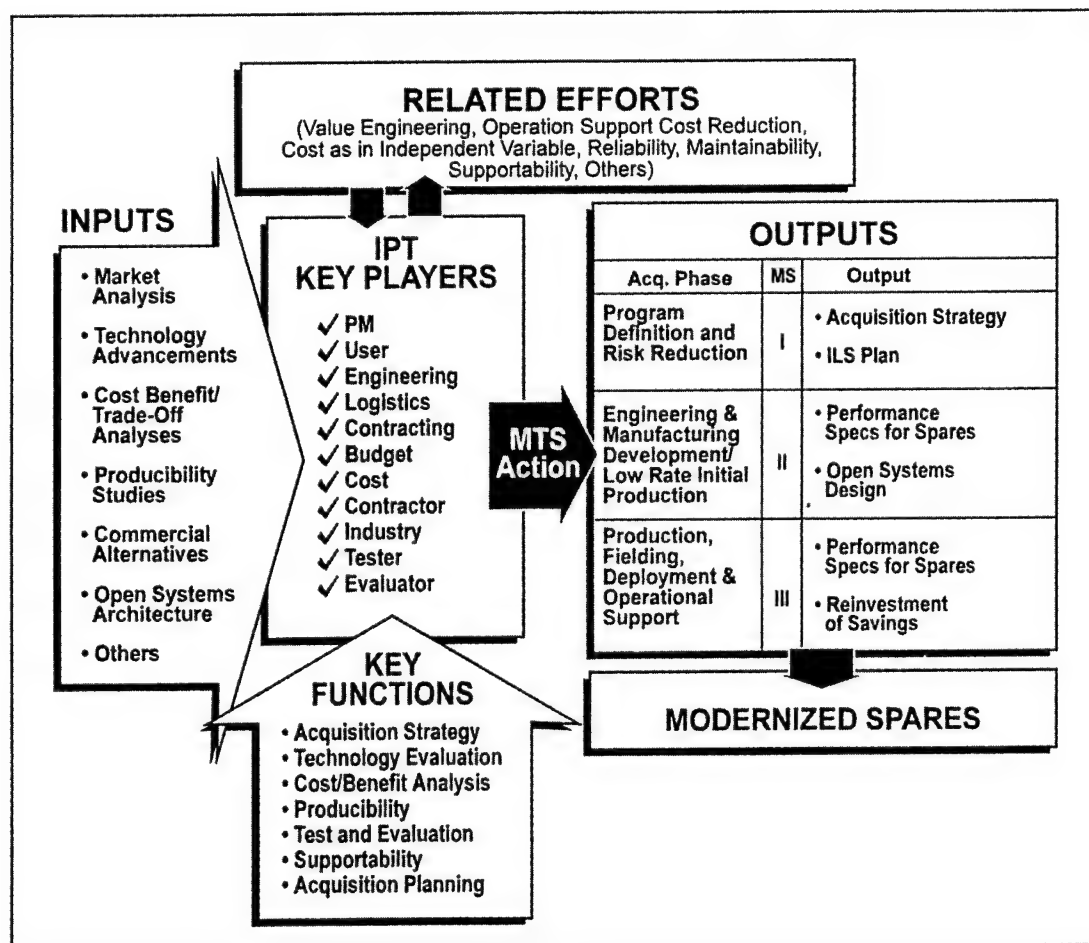 RELATED EFFORTS
(Value Engineering, Operation Support Cost Reduction,
Cost as in Independent Variable, Reliability, Maintainability,
Supportability, Others)
INPUTS
• Market
Analysis
• Technology
Advancements
• Cost Benefit/
Trade-Off
Analyses
• Producibility
Studies
• Commercial
Alternatives
• Open Systems
Architecture
• Others
IPT
KEY PLAYERS
✓ PM
✓ User
✓ Engineering
✓ Logistics
✓ Contracting
✓ Budget
✓ Cost
✓ Contractor
✓ Industry
✓ Tester
✓ Evaluator
KEY
FUNCTIONS
• Acquisition Strategy
• Technology Evaluation
• Cost/Benefit Analysis
• Producibility
• Test and Evaluation
• Supportability
• Acquisition Planning
MTS
Action
OUTPUTS
Acq. Phase MS Output
Program
Definition and
Risk Reduction
I
• Acquisition Strategy
• ILS Plan
Engineering &
Manufacturing
Development/
Low Rate Initial
Production
II
• Performance
Specs for Spares
• Open Systems
Design
Production,
Fielding,
Deployment &
Operational
Support
III
• Performance
Specs for Spares
• Reinvestment
of Savings
MODERNIZED SPARES